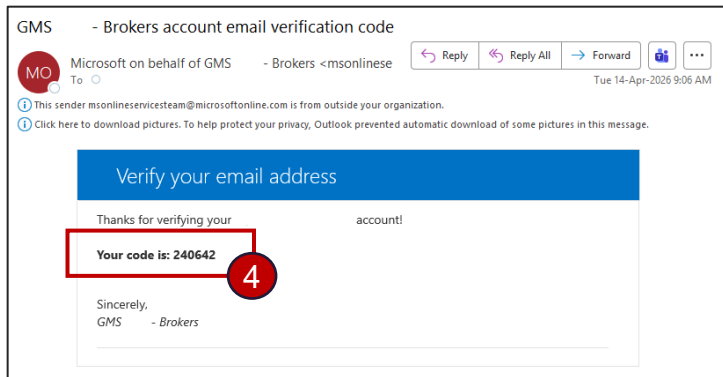 GMS - Brokers account email verification code
Reply
Reply All
Forward
MO
Microsoft on behalf of GMS - Brokers <msonlinese
To
Tue 14-Apr-2026 9:06 AM
This sender msonlineservicesteam@microsoftonline.com is from outside your organization.
Click here to download pictures. To help protect your privacy, Outlook prevented automatic download of some pictures in this message.
Verify your email address
Thanks for verifying your account!
Your code is: 240642
4
Sincerely,
GMS - Brokers